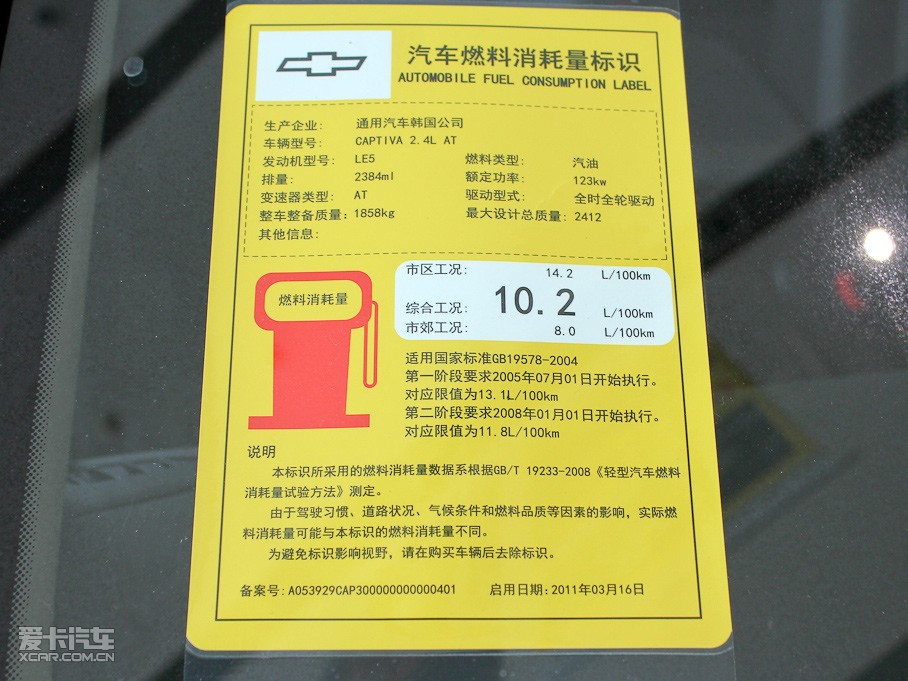 汽车燃料消耗量标识
AUTOMOBILE FUEL CONSUMPTION LABEL
生产企业: 通用汽车韩国公司
车辆型号: CAPTIVA 2.4L AT
发动机型号: LE5 燃料类型: 汽油
排量: 2384ml 额定功率: 123kw
变速器类型: AT 驱动型式: 全时全轮驱动
整车整备质量: 1858kg 最大设计总质量: 2412
其他信息:
燃料消耗量
市区工况: 14.2 L/100km
综合工况: 10.2 L/100km
市郊工况: 8.0 L/100km
适用国家标准GB19578-2004
第一阶段要求2005年07月01日开始执行。
对应限值为13.1L/100km
第二阶段要求2008年01月01日开始执行。
对应限值为11.8L/100km
说明
本标识所采用的燃料消耗量数据系根据GB/T 19233-2008《轻型汽车燃料
消耗量试验方法》测定。
由于驾驶习惯、道路状况、气候条件和燃料品质等因素的影响，实际燃
料消耗量可能与本标识的燃料消耗量不同。
为避免标识影响视野，请在购买车辆后去除标识。
备案号:A053929CAP300000000000401 启用日期:2011年03月16日
爱卡汽车
XCAR.COM.CN